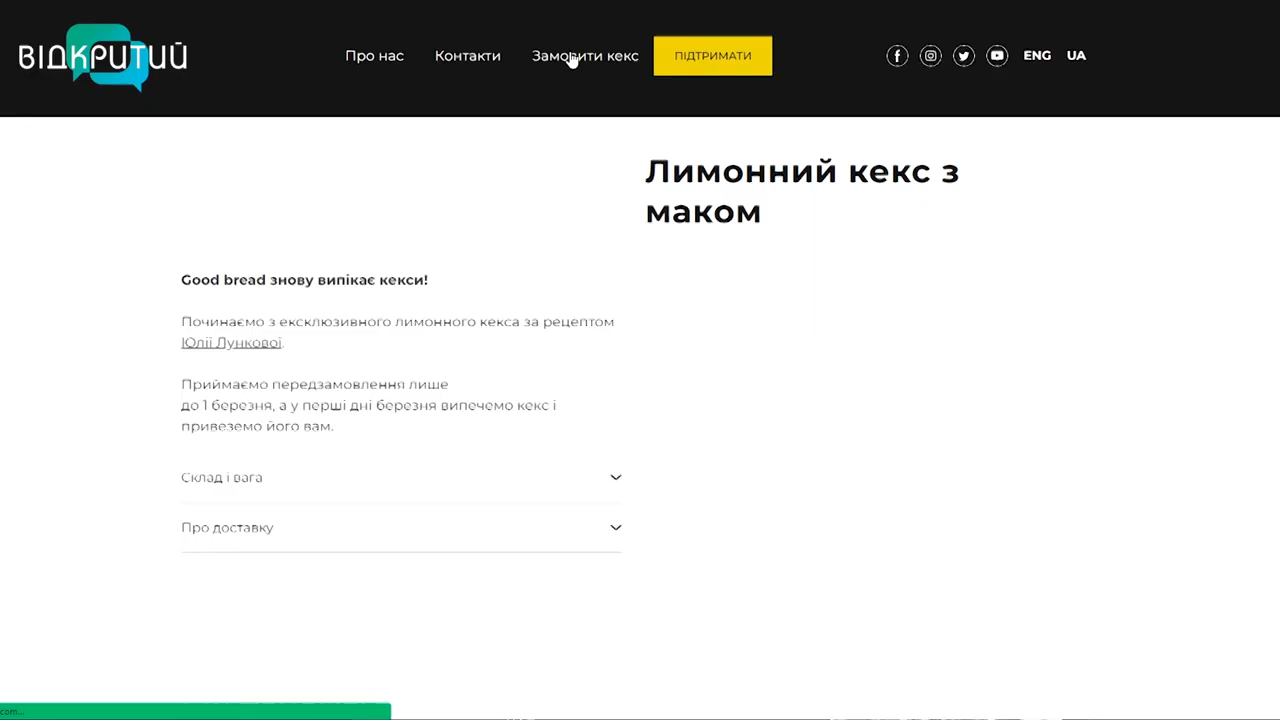 ВІДКРИТИЙ
Про нас
Контакти
Замовити кекс
ПІДТРИМАТИ
ENG
UA
Лимонний кекс з
маком
Good bread знову випікає кекси!
Починаємо з ексклюзивного лимонного кекса за рецептом
Юлії Лункової.
Приймаємо передзамовлення лише
до 1 березня, а у перші дні березня випечемо кекс і
привеземо його вам.
Склад і вага
Про доставку
com...